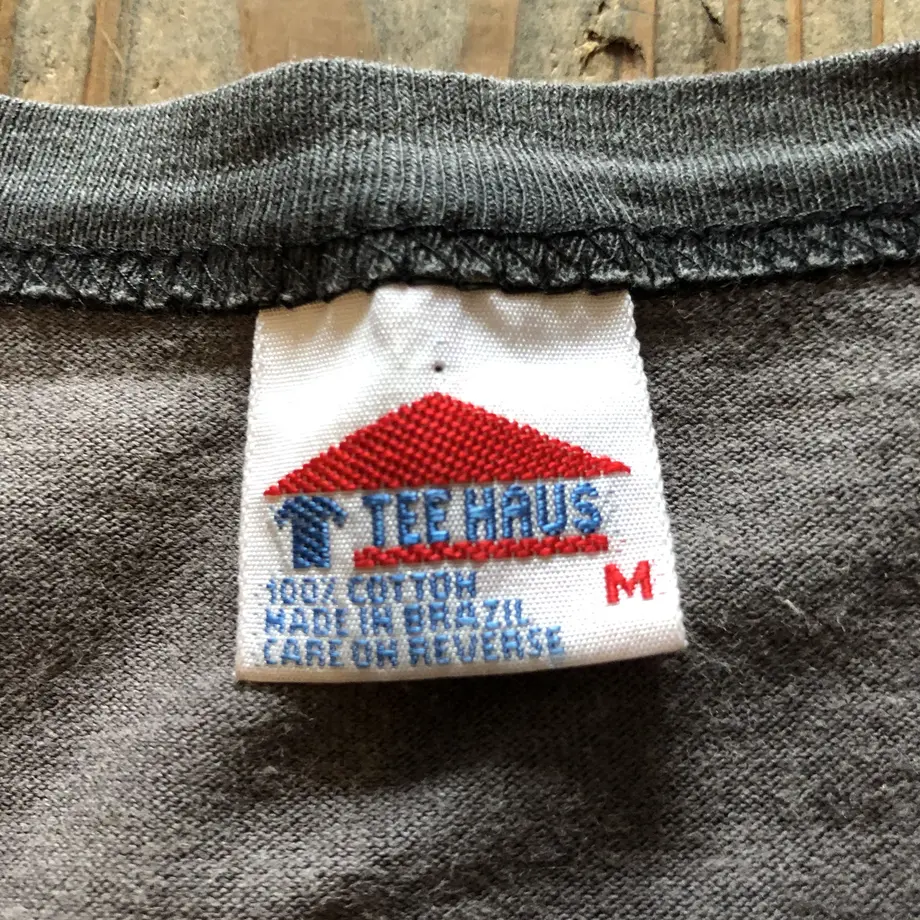 TEE HAUS
M
100% COTTON
MADE IN BRAZIL
CARE ON REVERSE